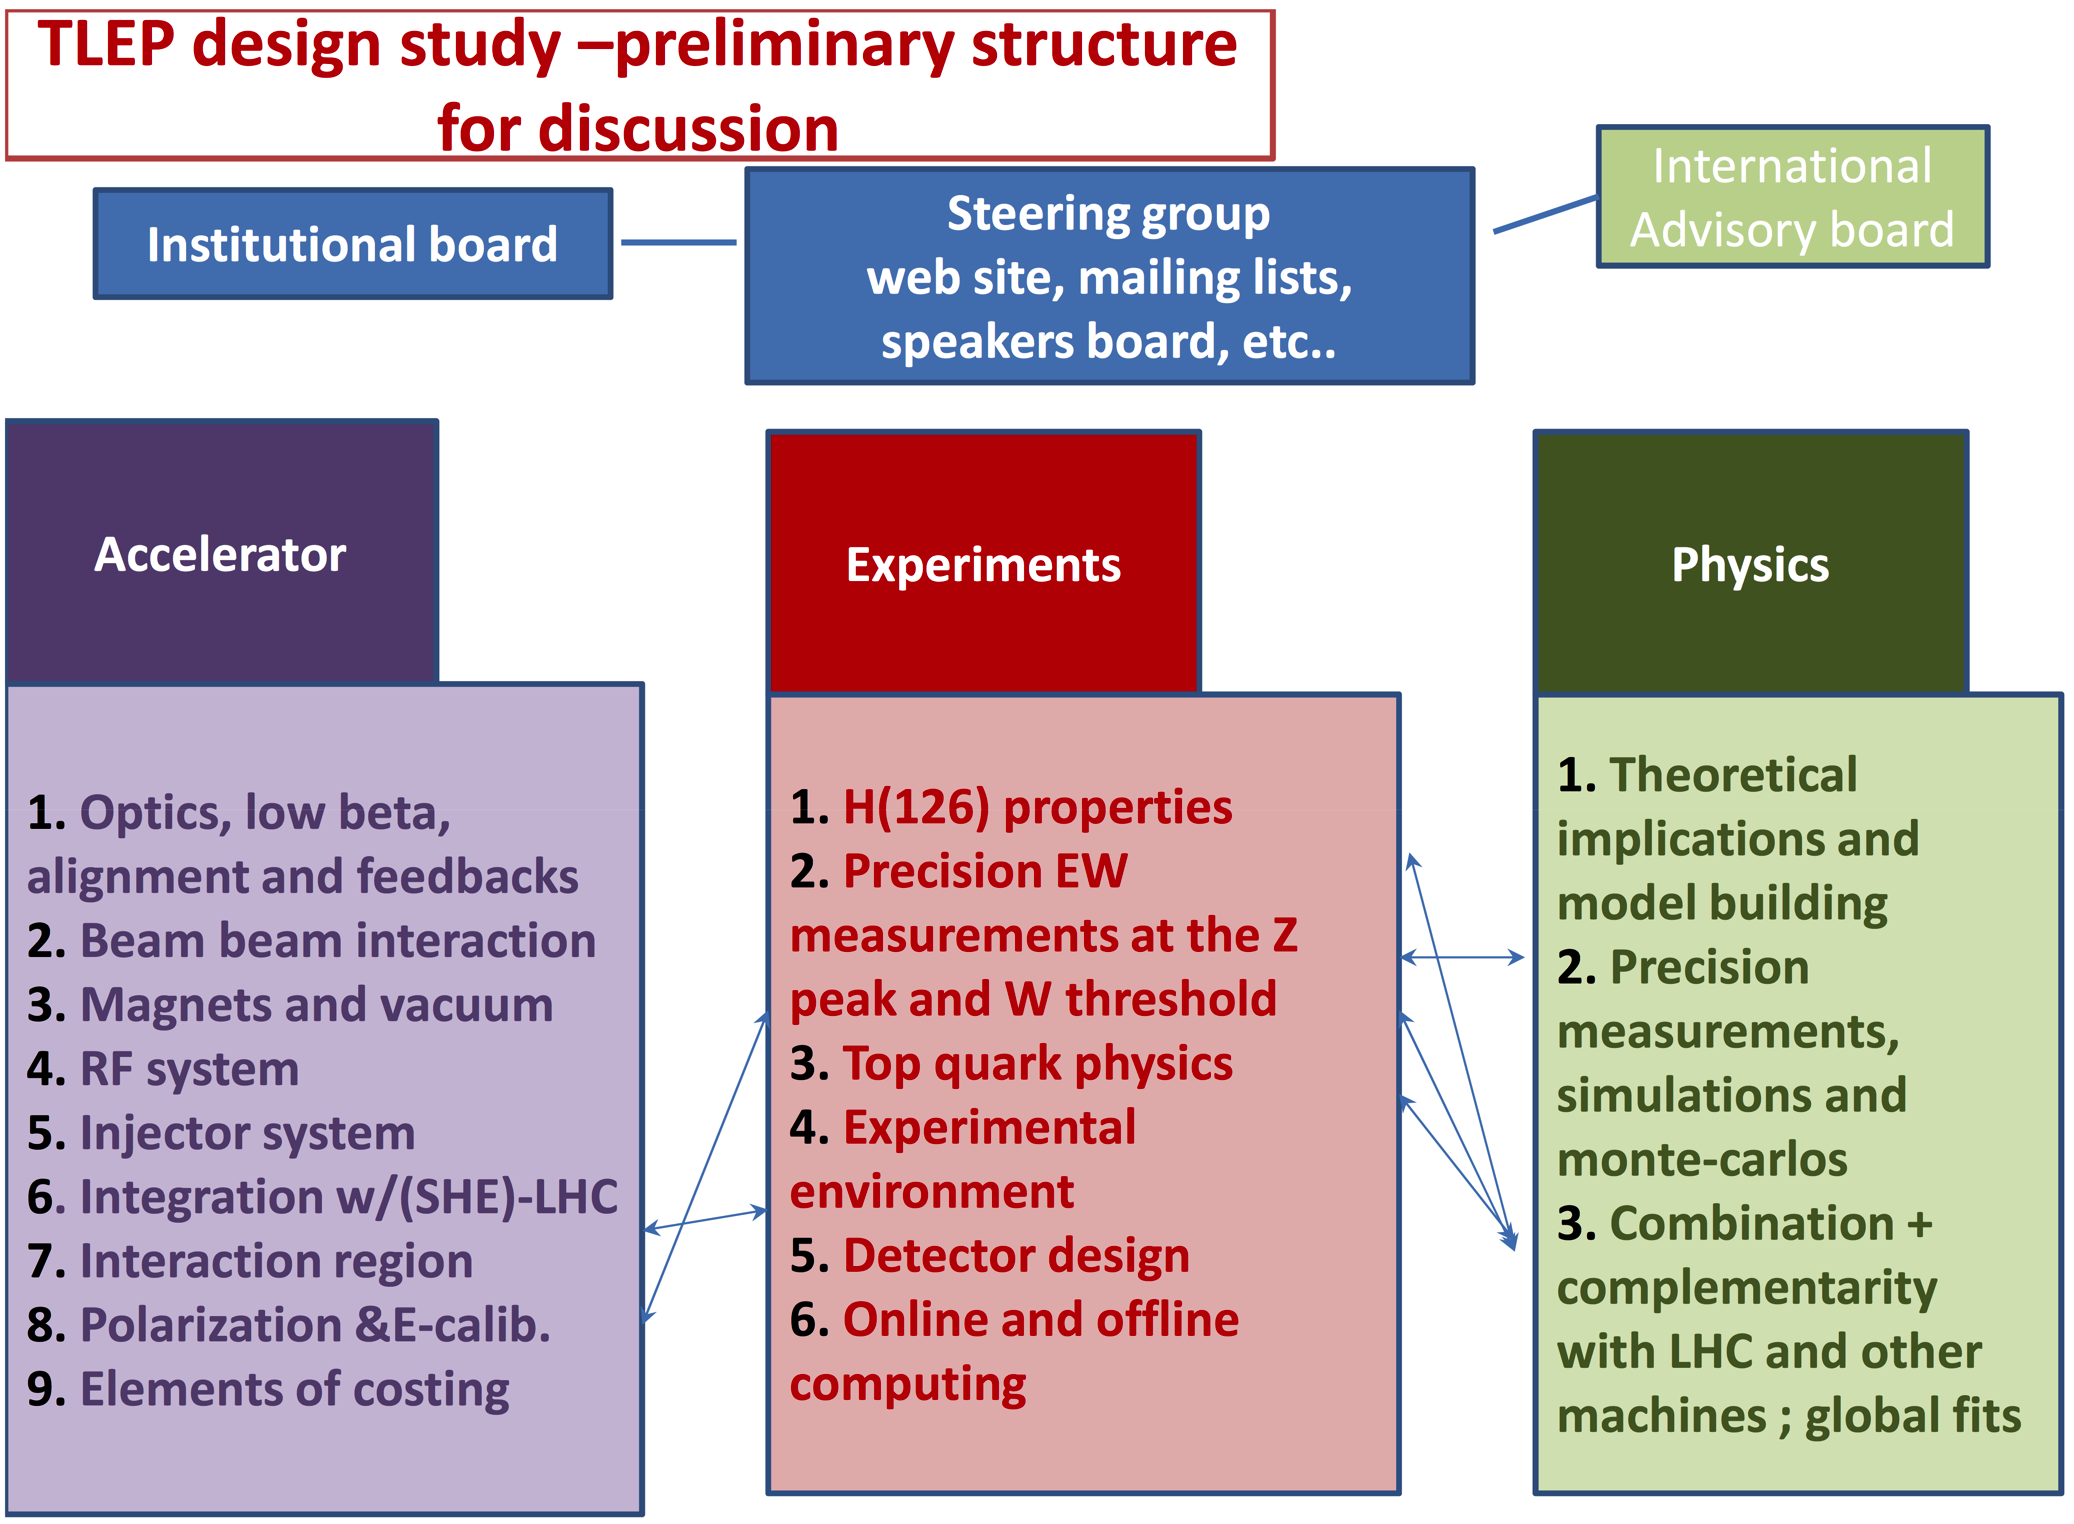 TLEP design study –preliminary structure
for discussion
Institutional board
Steering group
web site, mailing lists,
speakers board, etc..
International
Advisory board
Accelerator
1. Optics, low beta,
alignment and feedbacks
2. Beam beam interaction
3. Magnets and vacuum
4. RF system
5. Injector system
6. Integration w/(SHE)-LHC
7. Interaction region
8. Polarization &E-calib.
9. Elements of costing
Experiments
1. H(126) properties
2. Precision EW
measurements at the Z
peak and W threshold
3. Top quark physics
4. Experimental
environment
5. Detector design
6. Online and offline
computing
Physics
1. Theoretical
implications and
model building
2. Precision
measurements,
simulations and
monte-carlos
3. Combination +
complementarity
with LHC and other
machines ; global fits